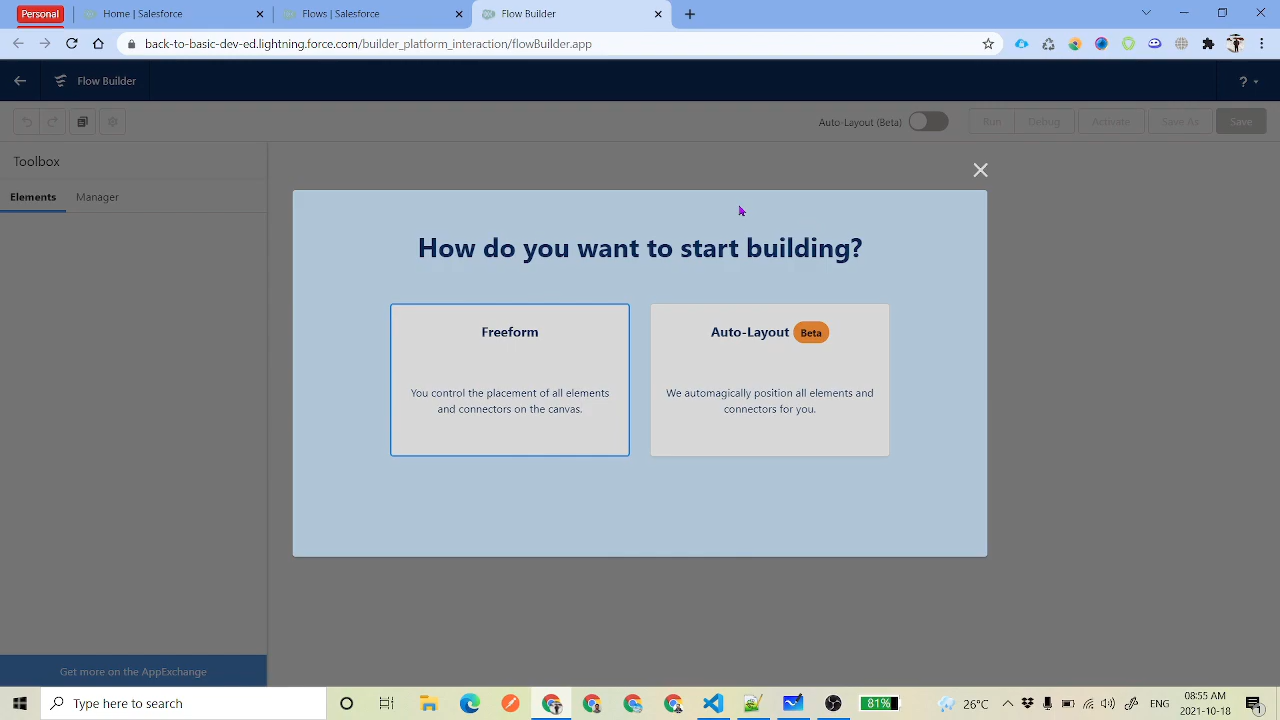 Personal
Home | Salesforce
Flows | Salesforce
Flow Builder
back-to-basic-dev-ed.lightning.force.com/builder_platform_interaction/flowBuilder.app
Flow Builder
?
Auto-Layout (Beta)
Run
Debug
Activate
Save As
Save
Toolbox
Elements
Manager
How do you want to start building?
Freeform
You control the placement of all elements
and connectors on the canvas.
Auto-Layout Beta
We automagically position all elements and
connectors for you.
Get more on the AppExchange
Type here to search
81%
26°C
ENG
08:55 AM
2021-10-18
1